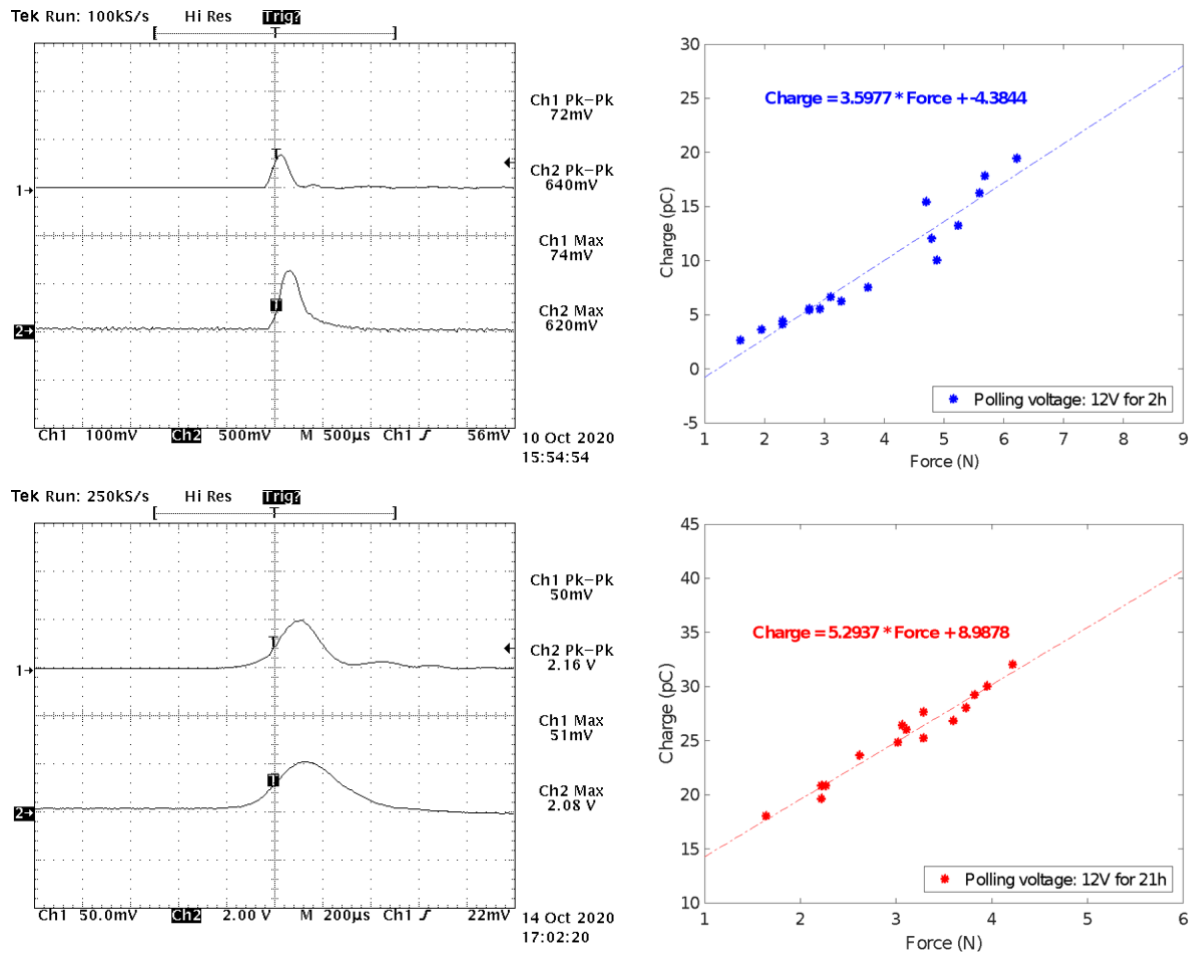 Tek Run: 100kS/s Hi Res Trig?
T
Ch1 Pk-Pk
72mV
Ch2 Pk-Pk
640mV
Ch1 Max
74mV
Ch2 Max
620mV
T
1
T
2
Ch1 100mV Ch2 500mV M 500µs Ch1 56mV
10 Oct 2020
15:54:54
30
25
20
15
10
5
0
-5
Charge (pC)
Charge = 3.5977 * Force + -4.3844
Polling voltage: 12V for 2h
1 2 3 4 5 6 7 8 9
Force (N)
Tek Run: 250kS/s Hi Res Trig?
T
Ch1 Pk-Pk
50mV
Ch2 Pk-Pk
2.16 V
Ch1 Max
51mV
Ch2 Max
2.08 V
T
1
T
2
Ch1 50.0mV Ch2 2.00 V M 200µs Ch1 22mV
14 Oct 2020
17:02:20
45
40
35
30
25
20
15
10
Charge (pC)
Charge = 5.2937 * Force + 8.9878
Polling voltage: 12V for 21h
1 2 3 4 5 6
Force (N)